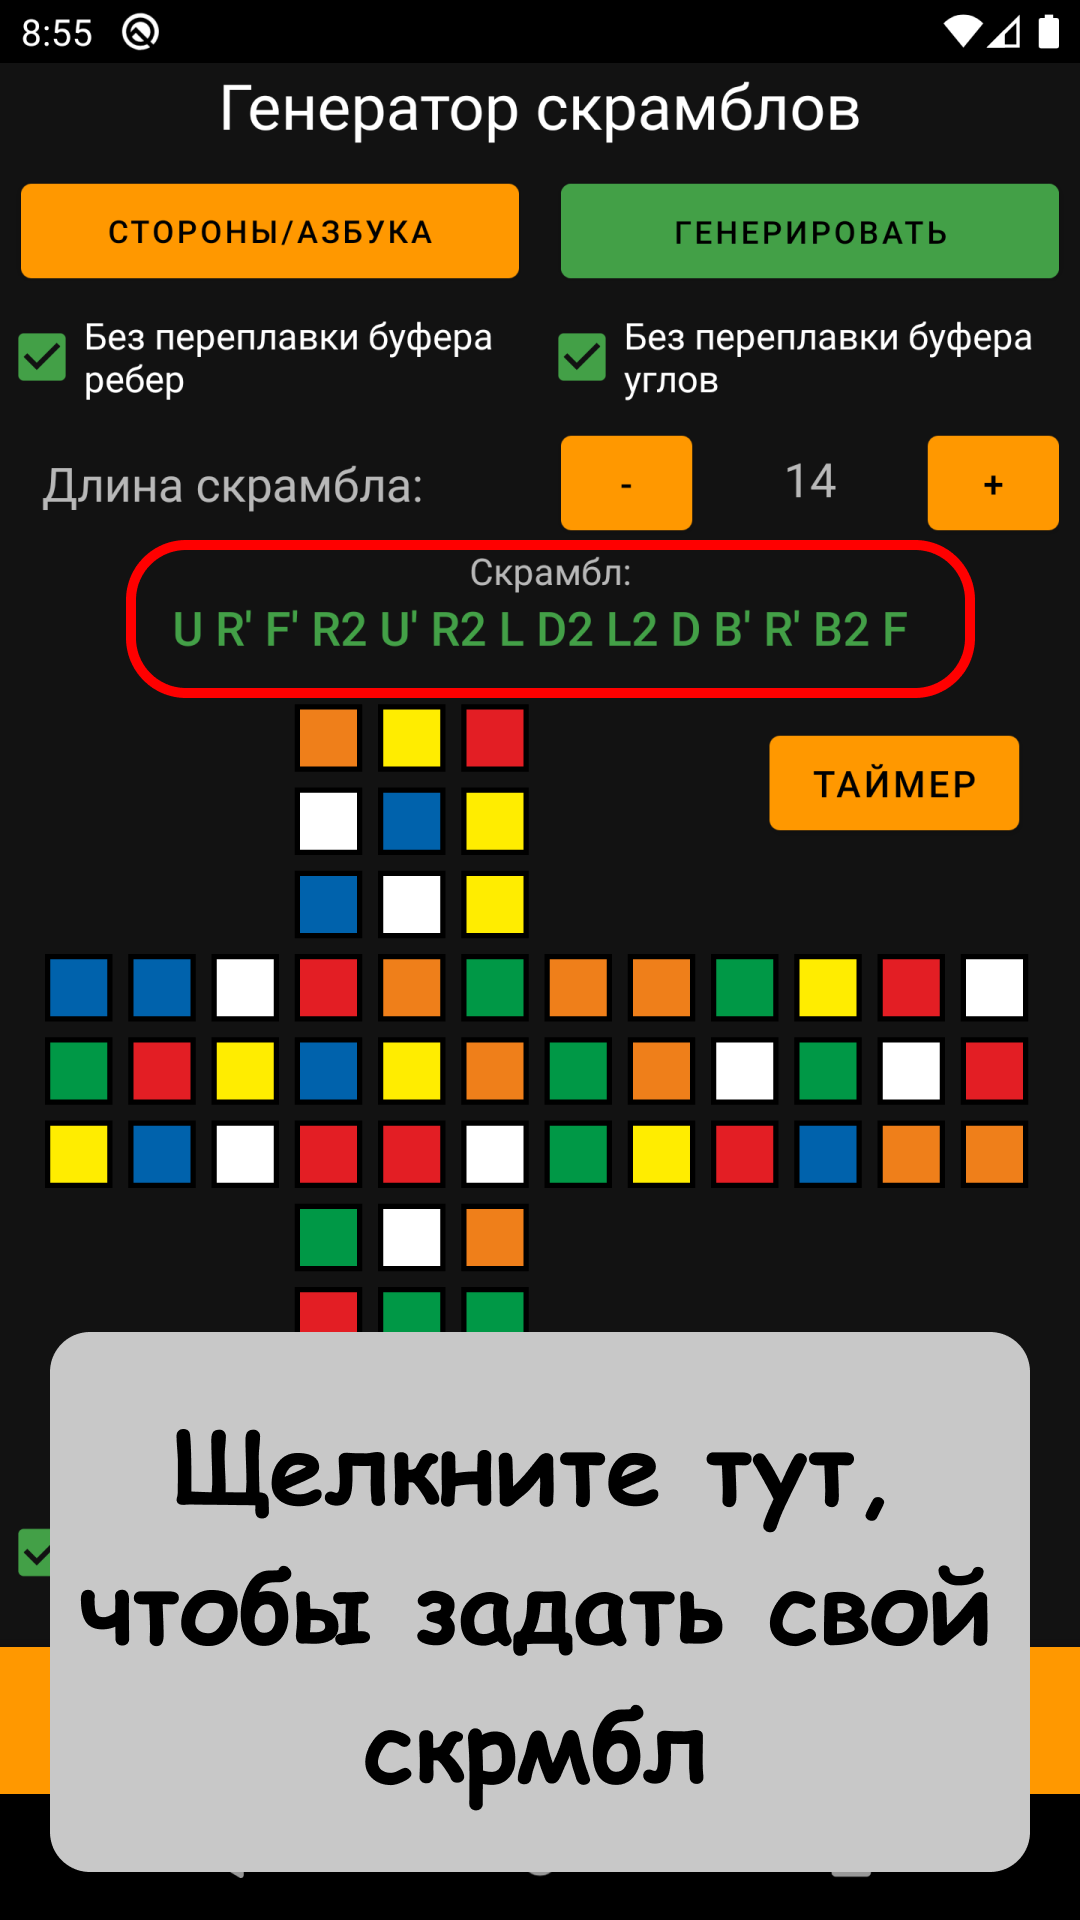 8:55
Генератор скрамблов
СТОРОНЫ/АЗБУКА
ГЕНЕРИРОВАТЬ
Без переплавки буфера
ребер
Без переплавки буфера
углов
Длина скрамбла:
-
14
+
Скрамбл:
U R' F' R2 U' R2 L D2 L2 D B' R' B2 F
ТАЙМЕР
Щелкните тут,
чтобы задать свой
скрмбл